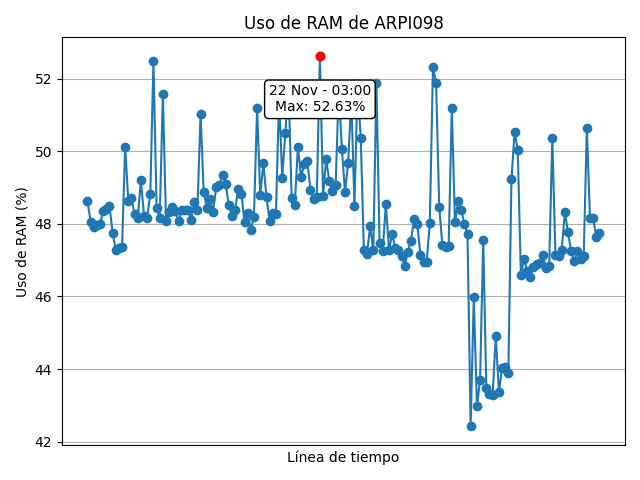 Uso de RAM de ARPI098
Uso de RAM (%)
52
50
48
46
44
42
22 Nov - 03:00
Max: 52.63%
Línea de tiempo